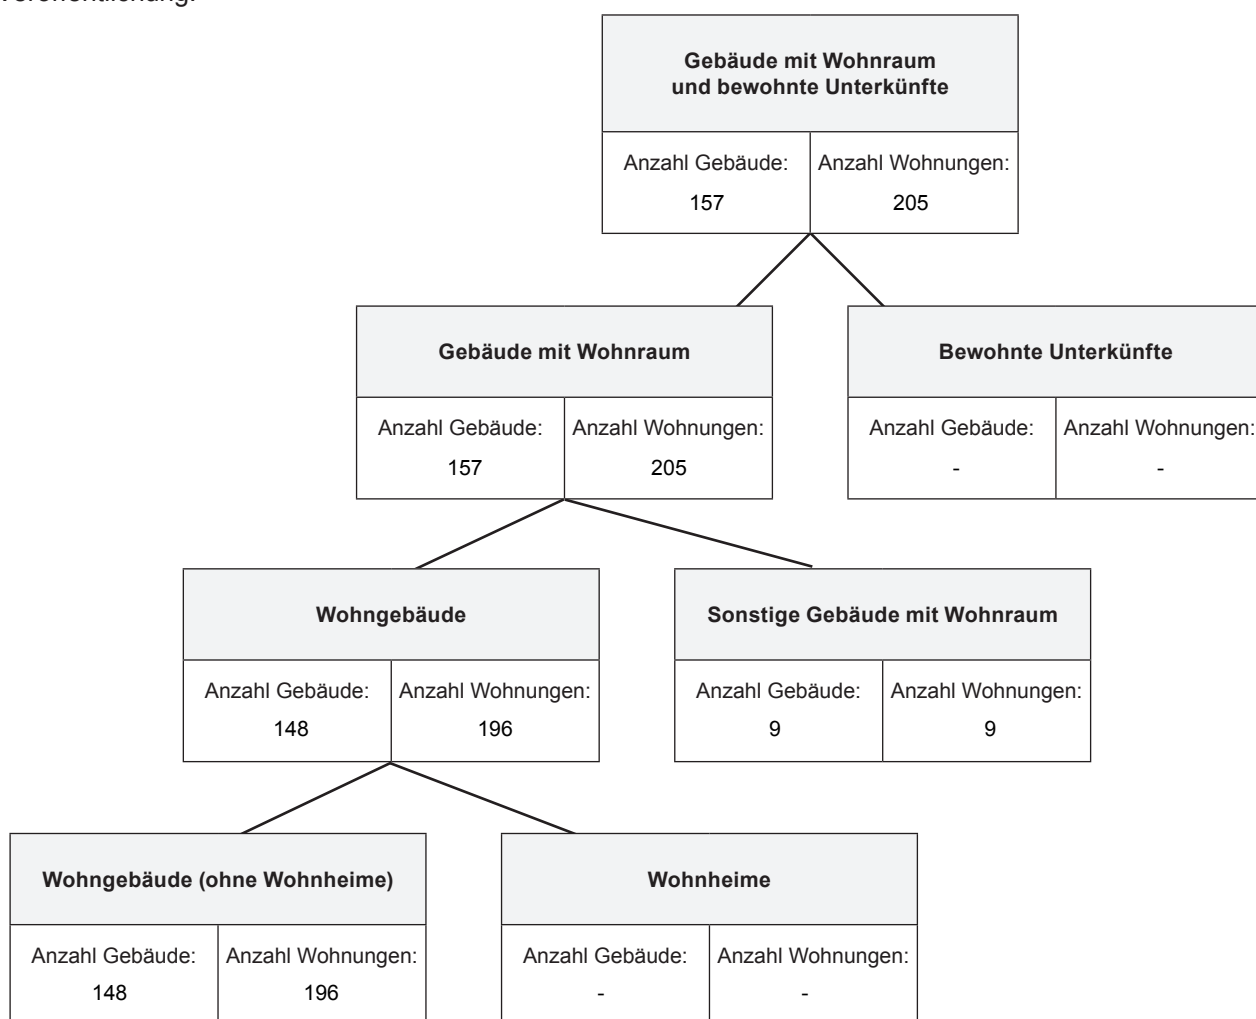 Veröffentlichung.
Gebäude mit Wohnraum
und bewohnte Unterkünfte
Anzahl Gebäude: Anzahl Wohnungen:
157 205
Gebäude mit Wohnraum Bewohnte Unterkünfte
Anzahl Gebäude: Anzahl Wohnungen: Anzahl Gebäude: Anzahl Wohnungen:
157 205 - -
Wohngebäude Sonstige Gebäude mit Wohnraum
Anzahl Gebäude: Anzahl Wohnungen: Anzahl Gebäude: Anzahl Wohnungen:
148 196 9 9
Wohngebäude (ohne Wohnheime) Wohnheime
Anzahl Gebäude: Anzahl Wohnungen: Anzahl Gebäude: Anzahl Wohnungen:
148 196 - -